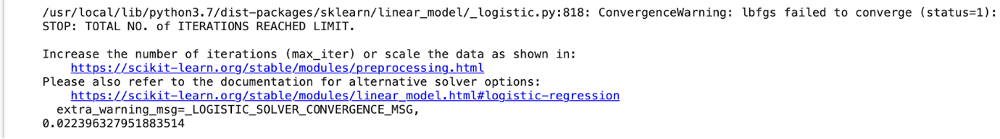 /usr/local/lib/python3.7/dist-packages/sklearn/linear_model/_logistic.py:818: ConvergenceWarning: lbfgs failed to converge (status=1):
STOP: TOTAL NO. of ITERATIONS REACHED LIMIT.
Increase the number of iterations (max_iter) or scale the data as shown in:
https://scikit-learn.org/stable/modules/preprocessing.html
Please also refer to the documentation for alternative solver options:
https://scikit-learn.org/stable/modules/linear_model.html#logistic-regression
extra_warning_msg=_LOGISTIC_SOLVER_CONVERGENCE_MSG,
0.022396327951883514